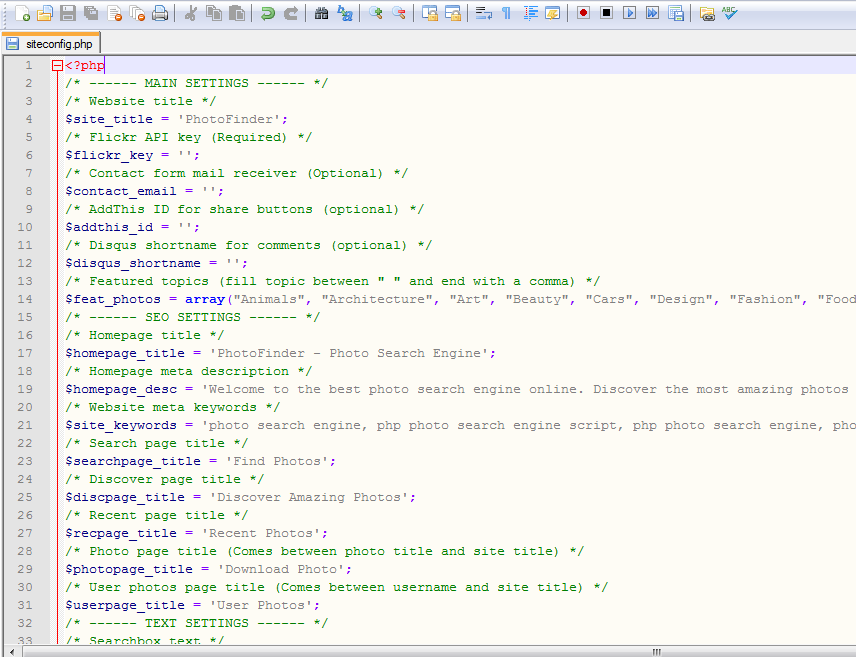 siteconfig.php
1 <?php
2 /* ------ MAIN SETTINGS ------ */
3 /* Website title */
4 $site_title = 'PhotoFinder';
5 /* Flickr API key (Required) */
6 $flickr_key = '';
7 /* Contact form mail receiver (Optional) */
8 $contact_email = '';
9 /* AddThis ID for share buttons (optional) */
10 $addthis_id = '';
11 /* Disqus shortname for comments (optional) */
12 $disqus_shortname = '';
13 /* Featured topics (fill topic between " " and end with a comma) */
14 $feat_photos = array("Animals", "Architecture", "Art", "Beauty", "Cars", "Design", "Fashion", "Food
15 /* ------ SEO SETTINGS ------ */
16 /* Homepage title */
17 $homepage_title = 'PhotoFinder - Photo Search Engine';
18 /* Homepage meta description */
19 $homepage_desc = 'Welcome to the best photo search engine online. Discover the most amazing photos
20 /* Website meta keywords */
21 $site_keywords = 'photo search engine, php photo search engine script, php photo search engine, pho
22 /* Search page title */
23 $searchpage_title = 'Find Photos';
24 /* Discover page title */
25 $discpage_title = 'Discover Amazing Photos';
26 /* Recent page title */
27 $recpage_title = 'Recent Photos';
28 /* Photo page title (Comes between photo title and site title) */
29 $photopage_title = 'Download Photo';
30 /* User photos page title (Comes between username and site title) */
31 $userpage_title = 'User Photos';
32 /* ------ TEXT SETTINGS ------ */
33 /* Searchbox text */